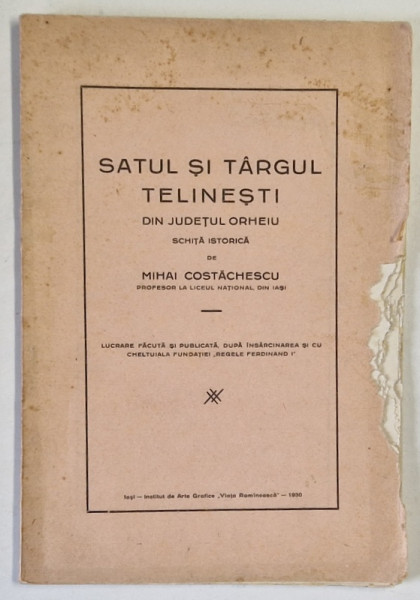 SATUL ȘI TÂRGUL
TELINEȘTI
DIN JUDEȚUL ORHEIU
SCHIȚĂ ISTORICĂ
DE
MIHAI COSTĂCHESCU
PROFESOR LA LICEUL NAȚIONAL DIN IAȘI
LUCRARE FĂCUTĂ ȘI PUBLICATĂ, DUPĂ ÎNSĂRCINAREA ȘI CU
CHELTUIALA FUNDAȚIEI „REGELE FERDINAND I”
Iași — Institut de Arte Grafice „Viața Romînească” — 1930